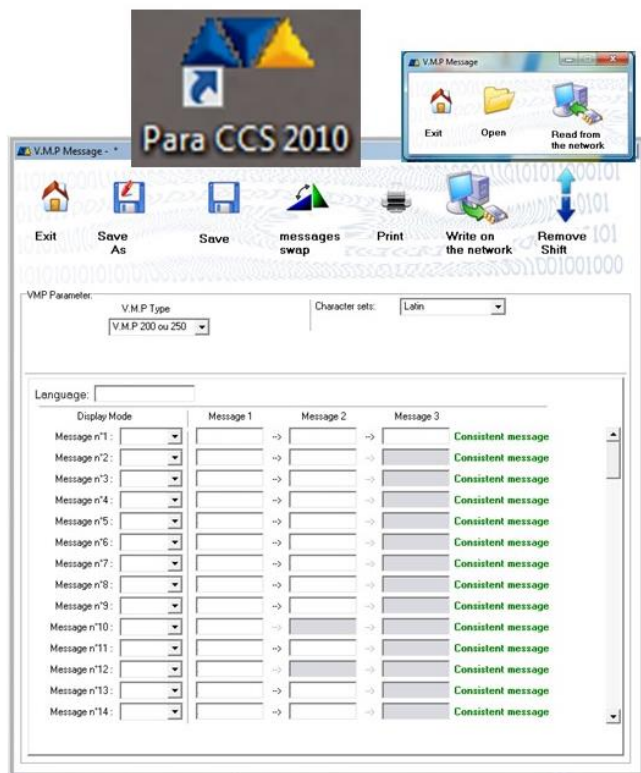 Para CCS 2010
V.M.P Message
Exit Open Read from
the network
V.M.P Message - *
Exit Save
As Save messages
swap Print Write on
the network Remove
Shift
VMP Parameter:
V.M.P Type
V.M.P 200 ou 250
Character sets: Latin
Language:
Display Mode Message 1 Message 2 Message 3
Message n°1 : --> --> Consistent message
Message n°2 : --> --> Consistent message
Message n°3 : --> --> Consistent message
Message n°4 : --> --> Consistent message
Message n°5 : --> --> Consistent message
Message n°6 : --> --> Consistent message
Message n°7 : --> --> Consistent message
Message n°8 : --> --> Consistent message
Message n°9 : --> --> Consistent message
Message n°10 : --> --> Consistent message
Message n°11 : --> --> Consistent message
Message n°12 : --> --> Consistent message
Message n°13 : --> --> Consistent message
Message n°14 : --> --> Consistent message